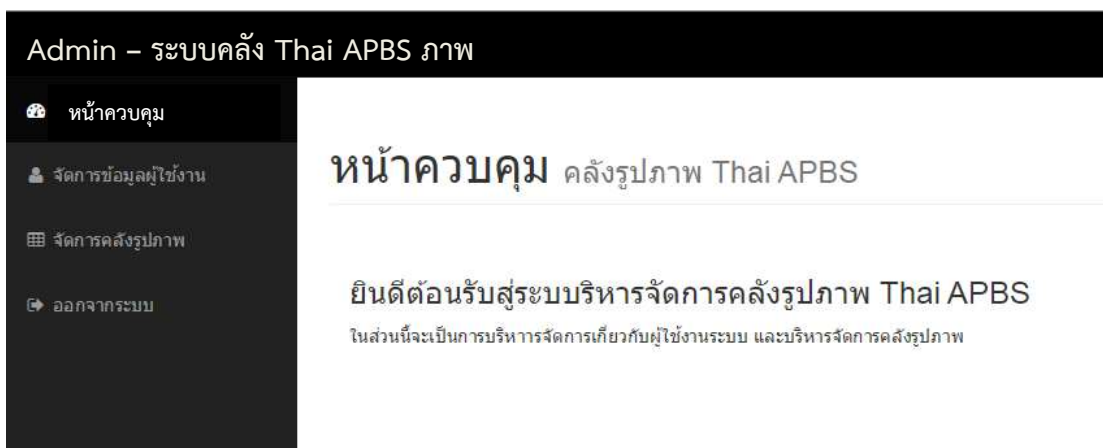 Admin – ระบบคลัง Thai APBS ภาพ
หน้าควบคุม
จัดการข้อมูลผู้ใช้งาน
จัดการคลังรูปภาพ
ออกจากระบบ
หน้าควบคุม คลังรูปภาพ Thai APBS
ยินดีต้อนรับสู่ระบบริหารจัดการคลังรูปภาพ Thai APBS
ในส่วนนี้จะเป็นการบริหาารจัดการเกี่ยวกับผู้ใช้งานระบบ และบริหารจัดการคลังรูปภาพ